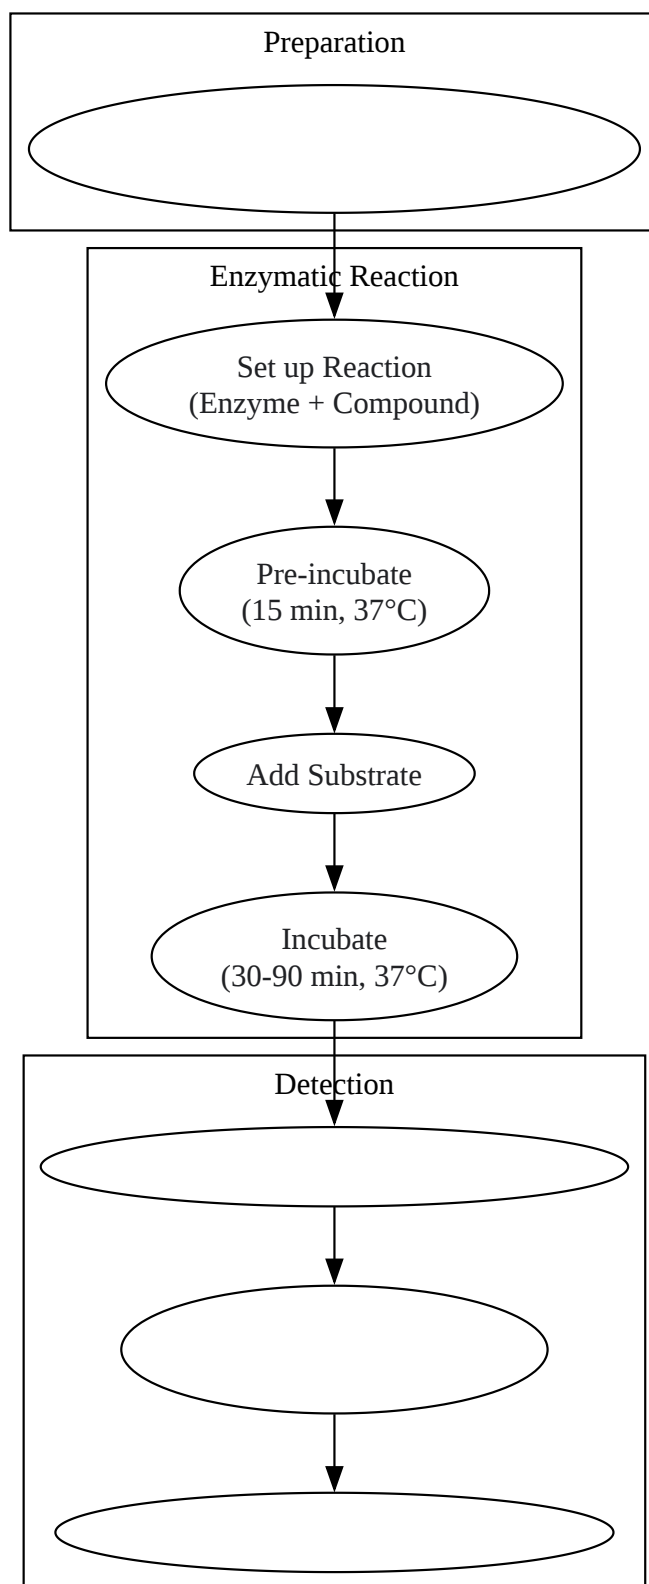 Preparation
Enzymatic Reaction
Set up Reaction
(Enzyme + Compound)
Pre-incubate
(15 min, 37°C)
Add Substrate
Incubate
(30-90 min, 37°C)
Detection